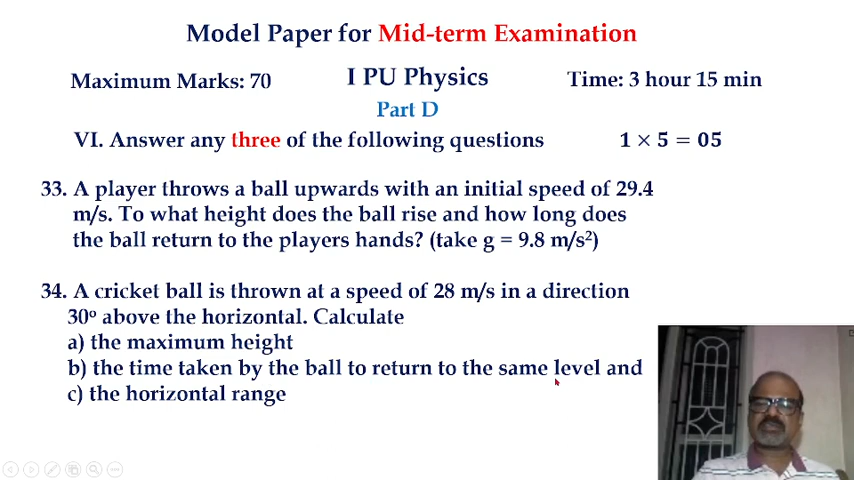 Model Paper for Mid-term Examination
Maximum Marks: 70 I PU Physics Time: 3 hour 15 min
Part D
VI. Answer any three of the following questions 1 × 5 = 05
33. A player throws a ball upwards with an initial speed of 29.4
m/s. To what height does the ball rise and how long does
the ball return to the players hands? (take g = 9.8 m/s²)
34. A cricket ball is thrown at a speed of 28 m/s in a direction
30º above the horizontal. Calculate
a) the maximum height
b) the time taken by the ball to return to the same level and
c) the horizontal range